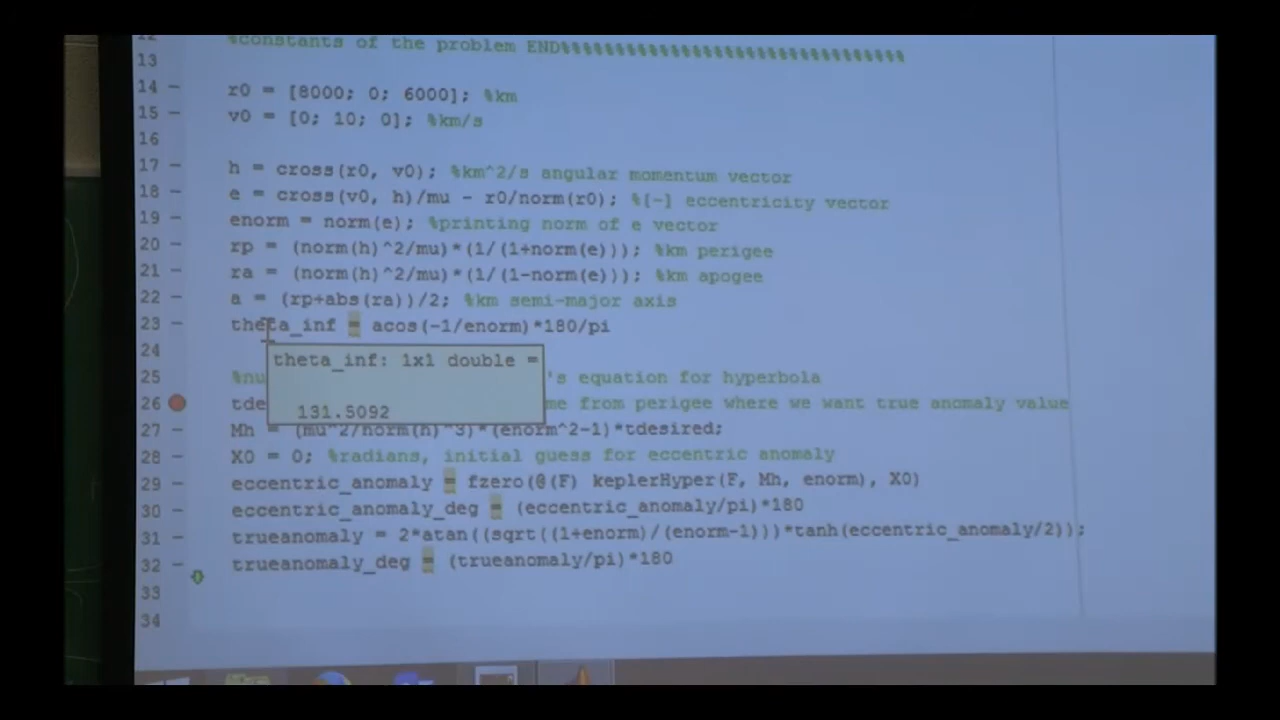 12 %constants of the problem END%%%%%%%%%%%%%%%%%%%%%%%%%%%%
13
14 – r0 = [8000; 0; 6000]; %km
15 – v0 = [0; 10; 0]; %km/s
16
17 – h = cross(r0, v0); %km^2/s angular momentum vector
18 – e = cross(v0, h)/mu - r0/norm(r0); %[-] eccentricity vector
19 – enorm = norm(e); %printing norm of e vector
20 – rp = (norm(h)^2/mu)*(1/(1+norm(e))); %km perigee
21 – ra = (norm(h)^2/mu)*(1/(1-norm(e))); %km apogee
22 – a = (rp+abs(ra))/2; %km semi-major axis
23 – theta_inf = acos(-1/enorm)*180/pi
24 theta_inf: 1x1 double =
25 %nu 's equation for hyperbola
26 tde me from perigee where we want true anomaly value
131.5092
27 – Mh = (mu^2/norm(h)^3)*(enorm^2-1)*tdesired;
28 – X0 = 0; %radians, initial guess for eccentric anomaly
29 – eccentric_anomaly = fzero(@(F) keplerHyper(F, Mh, enorm), X0)
30 – eccentric_anomaly_deg = (eccentric_anomaly/pi)*180
31 – trueanomaly = 2*atan((sqrt((1+enorm)/(enorm-1)))*tanh(eccentric_anomaly/2));
32 – trueanomaly_deg = (trueanomaly/pi)*180
33
34